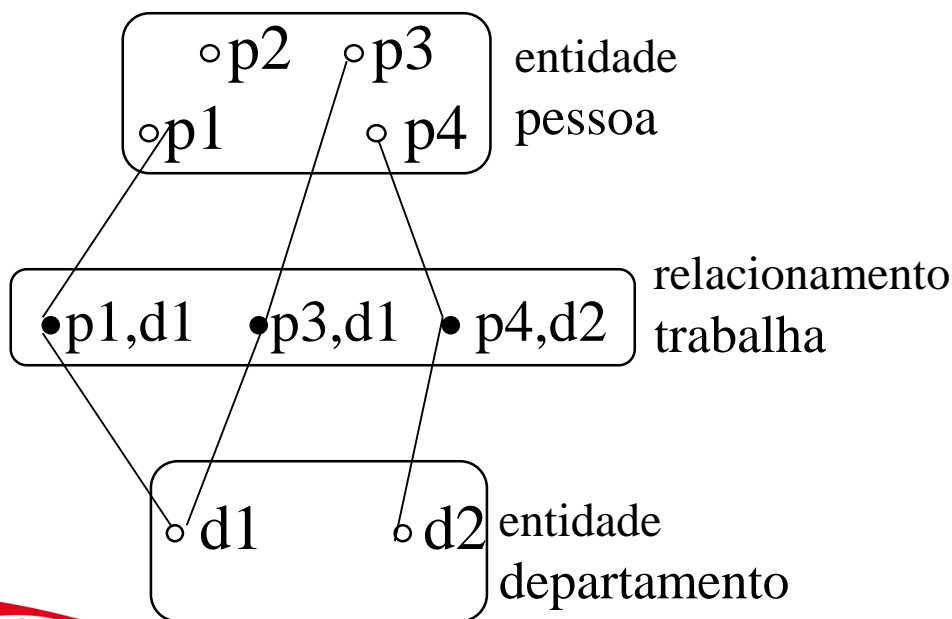 p2 p3
entidade
p1 p4
pessoa
relacionamento
p1,d1 p3,d1 p4,d2
trabalha
d1 d2
entidade
departamento